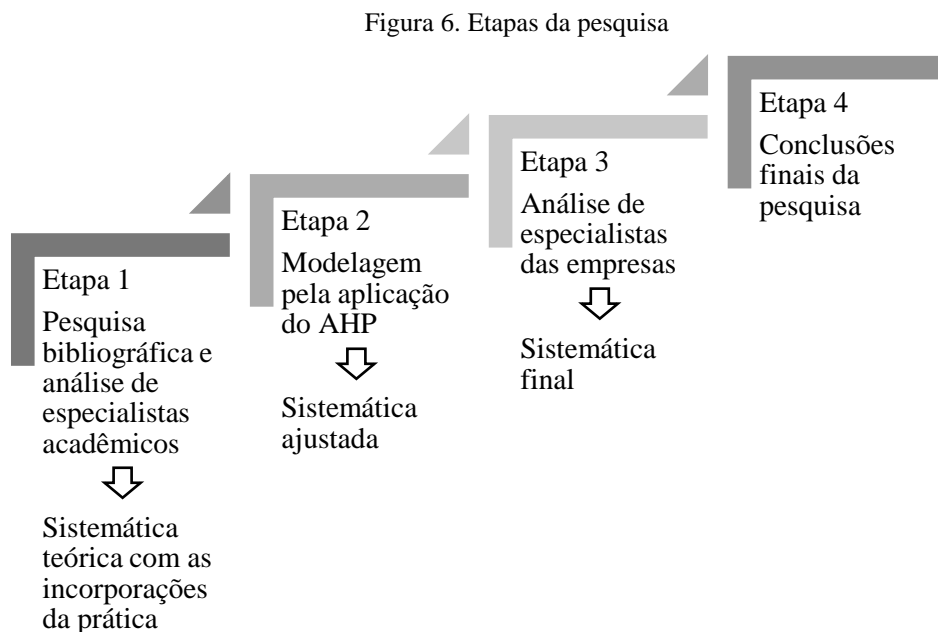 Figura 6. Etapas da pesquisa
Etapa 1
Pesquisa
bibliográfica e
análise de
especialistas
acadêmicos
Sistemática
teórica com as
incorporações
da prática
Etapa 2
Modelagem
pela aplicação
do AHP
Sistemática
ajustada
Etapa 3
Análise de
especialistas
das empresas
Sistemática
final
Etapa 4
Conclusões
finais da
pesquisa